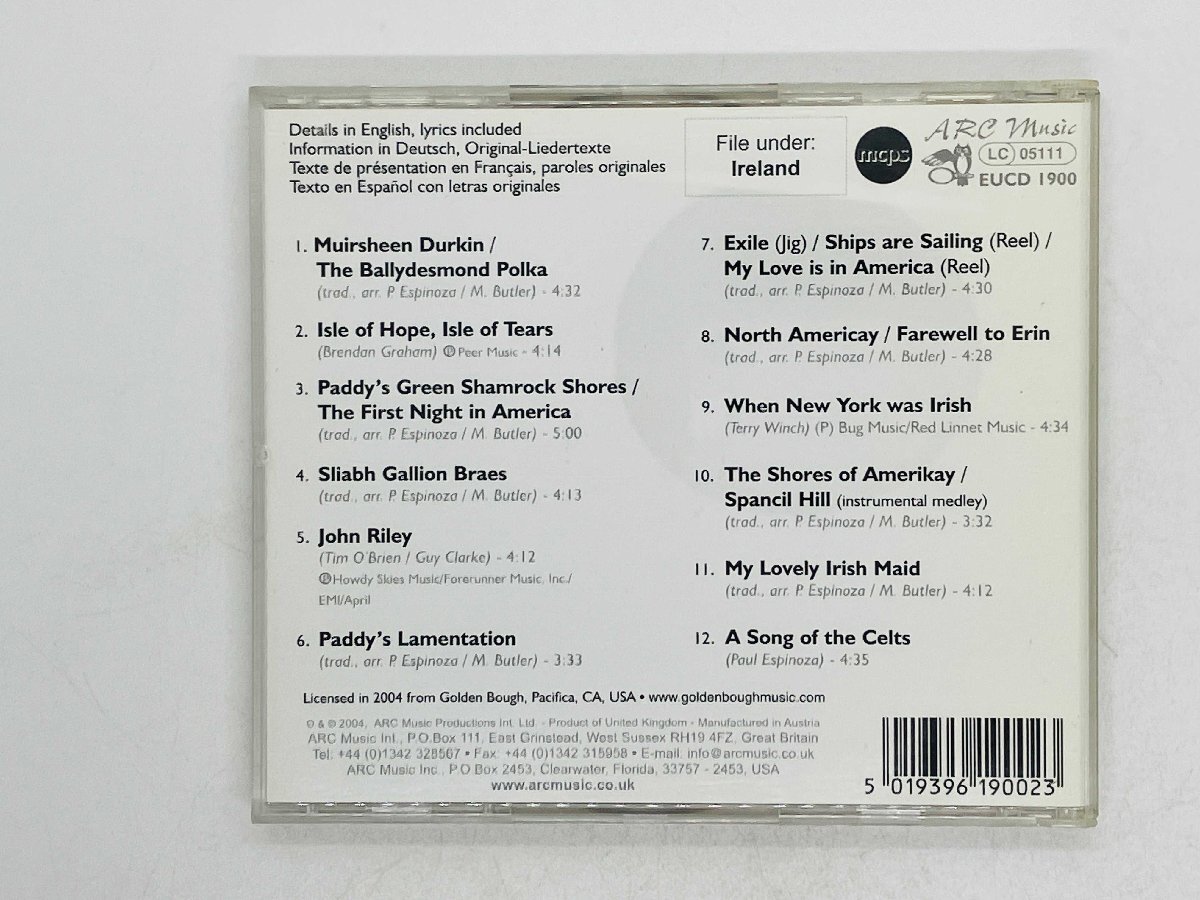 Details in English, lyrics included
Information in Deutsch, Original-Liedertexte
Texte de présentation en Français, paroles originales
Texto en Español con letras originales
File under:
Ireland
mcps
ARC Music
LC 05111
EUCD 1900
1. Muirsheen Durkin /
The Ballydesmond Polka
(trad., arr. P. Espinoza / M. Butler) - 4:32
2. Isle of Hope, Isle of Tears
(Brendan Graham) ℗ Peer Music - 4:14
3. Paddy's Green Shamrock Shores /
The First Night in America
(trad., arr. P. Espinoza / M. Butler) - 5:00
4. Sliabh Gallion Braes
(trad., arr. P. Espinoza / M. Butler) - 4:13
5. John Riley
(Tim O'Brien / Guy Clarke) - 4:12
℗Howdy Skies Music/Forerunner Music, Inc./
EMI/April
6. Paddy's Lamentation
(trad., arr. P. Espinoza / M. Butler) - 3:33
7. Exile (Jig) / Ships are Sailing (Reel) /
My Love is in America (Reel)
(trad., arr. P. Espinoza / M. Butler) - 4:30
8. North Americay / Farewell to Erin
(trad., arr. P. Espinoza / M. Butler) - 4:28
9. When New York was Irish
(Terry Winch) (P) Bug Music/Red Linnet Music - 4:34
10. The Shores of Amerikay /
Spancil Hill (instrumental medley)
(trad., arr. P. Espinoza / M. Butler) - 3:32
11. My Lovely Irish Maid
(trad., arr. P. Espinoza / M. Butler) - 4:12
12. A Song of the Celts
(Paul Espinoza) - 4:35
Licensed in 2004 from Golden Bough, Pacifica, CA, USA • www.goldenboughmusic.com
℗ & © 2004, ARC Music Productions Int. Ltd. - Product of United Kingdom - Manufactured in Austria
ARC Music Int., P.O.Box 111, East Grinstead, West Sussex RH19 4FZ, Great Britain
Tel: +44 (0)1342 328567 • Fax: +44 (0)1342 315958 • E-mail: info@arcmusic.co.uk
ARC Music Inc., P.O Box 2453, Clearwater, Florida, 33757 - 2453, USA
www.arcmusic.co.uk
5 019396 190023